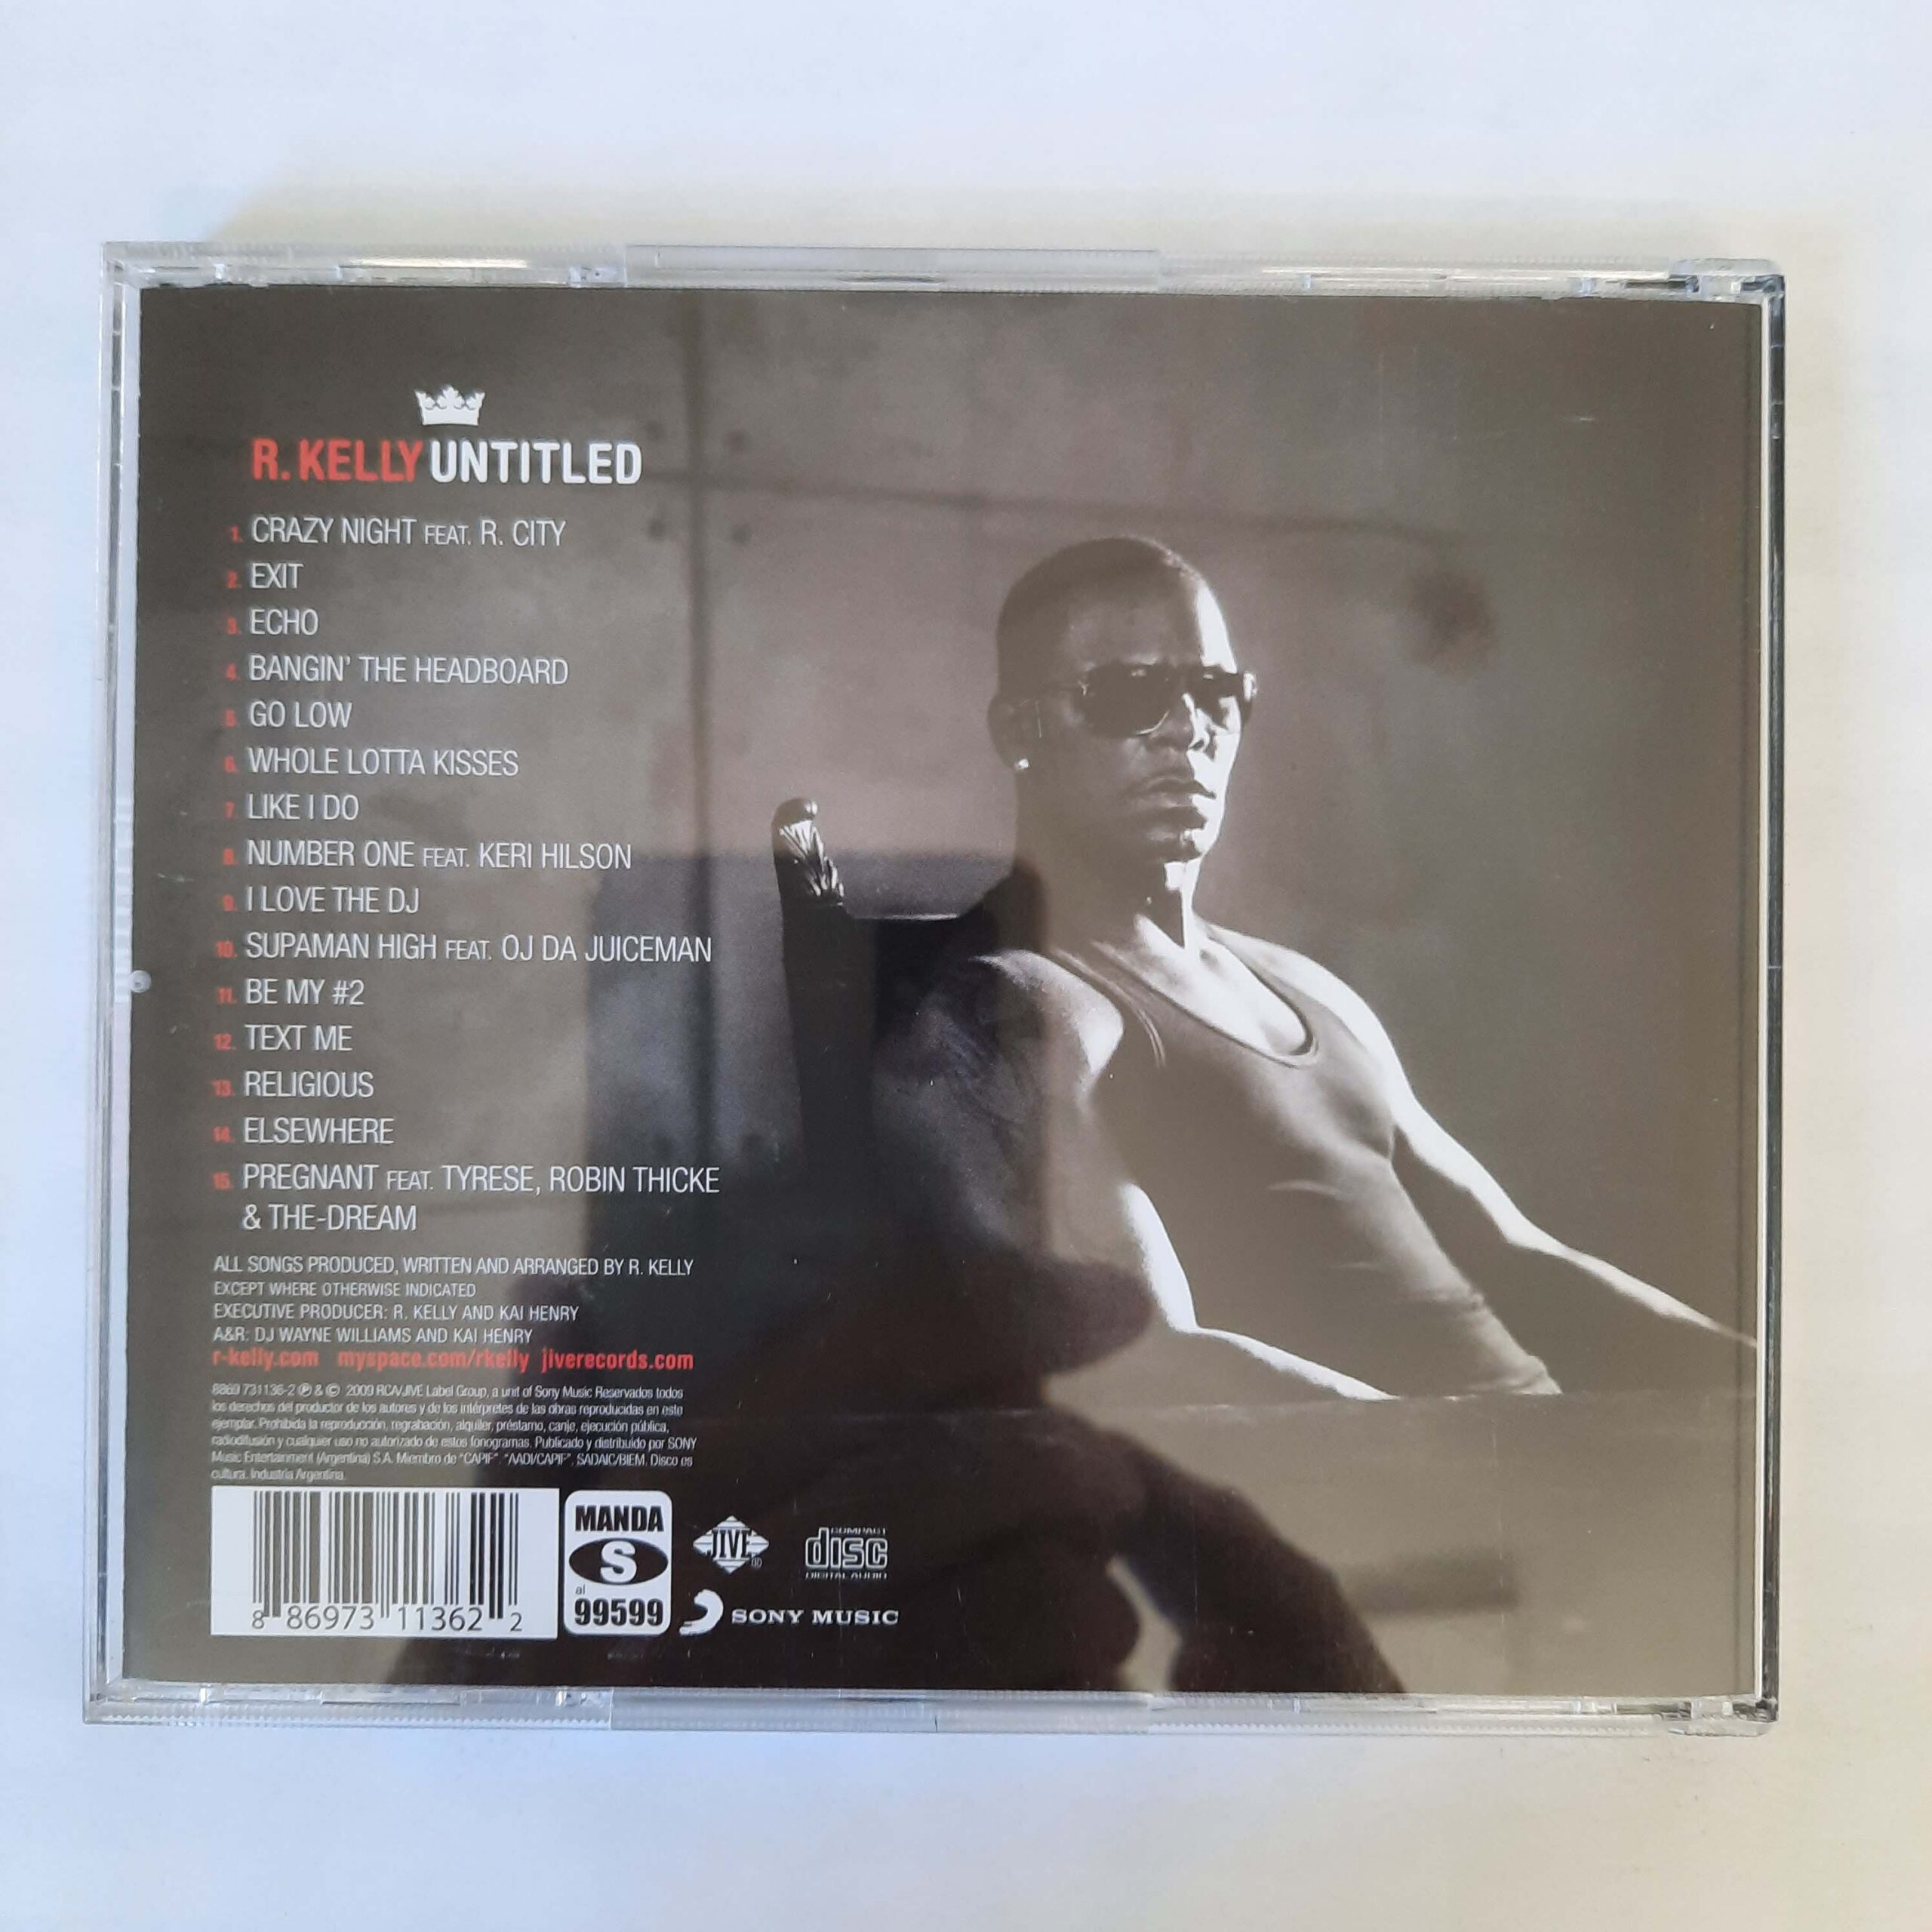 R. KELLY UNTITLED
1. CRAZY NIGHT FEAT. R. CITY
2. EXIT
3. ECHO
4. BANGIN' THE HEADBOARD
5. GO LOW
6. WHOLE LOTTA KISSES
7. LIKE I DO
8. NUMBER ONE FEAT. KERI HILSON
9. I LOVE THE DJ
10. SUPAMAN HIGH FEAT. OJ DA JUICEMAN
11. BE MY #2
12. TEXT ME
13. RELIGIOUS
14. ELSEWHERE
15. PREGNANT FEAT. TYRESE, ROBIN THICKE
& THE-DREAM
ALL SONGS PRODUCED, WRITTEN AND ARRANGED BY R. KELLY
EXCEPT WHERE OTHERWISE INDICATED
EXECUTIVE PRODUCER: R. KELLY AND KAI HENRY
A&R: DJ WAYNE WILLIAMS AND KAI HENRY
r-kelly.com myspace.com/rkelly jiverecords.com
8869 731136-2 ℗ & © 2009 RCA/JIVE Label Group, a unit of Sony Music Reservados todos
los derechos del productor de los autores y de los intérpretes de las obras reproducidas en este
ejemplar. Prohibida la reproducción, regrabación, alquiler, préstamo, canje, ejecución pública,
radiodifusión y cualquier uso no autorizado de estos fonogramas. Publicado y distribuido por SONY
Music Entertainment (Argentina) S.A. Miembro de "CAPIF". "AADI/CAPIF". SADAIC/BIEM. Disco es
cultura. Industria Argentina.
8 86973 11362 2
MANDA
S
al
99599
JIVE
COMPACT
disc
DIGITAL AUDIO
SONY MUSIC